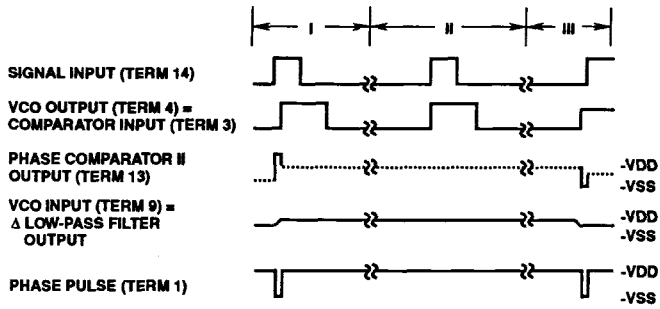 I II III
SIGNAL INPUT (TERM 14)
VCO OUTPUT (TERM 4) =
COMPARATOR INPUT (TERM 3)
PHASE COMPARATOR II
OUTPUT (TERM 13)
-VDD
-VSS
VCO INPUT (TERM 9) =
Δ LOW-PASS FILTER
OUTPUT
-VDD
-VSS
PHASE PULSE (TERM 1)
-VDD
-VSS